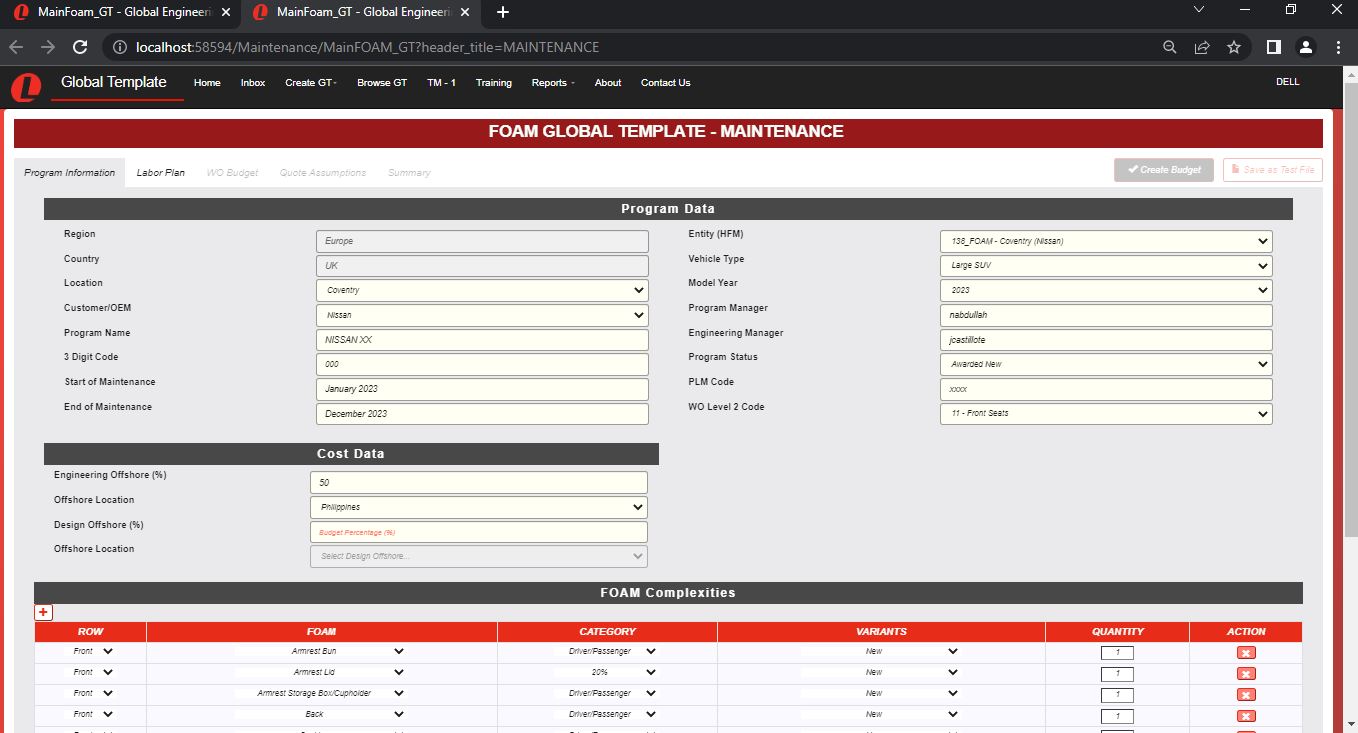 MainFoam_GT - Global Engineerin MainFoam_GT - Global Engineerin
localhost:58594/Maintenance/MainFOAM_GT?header_title=MAINTENANCE
Global Template Home Inbox Create GT Browse GT TM - 1 Training Reports About Contact Us DELL
FOAM GLOBAL TEMPLATE - MAINTENANCE
Program Information Labor Plan WO Budget Quote Assumptions Summary Create Budget Save as Test File
Program Data
Region Europe Entity (HFM) 138_FOAM - Coventry (Nissan)
Country UK Vehicle Type Large SUV
Location Coventry Model Year 2023
Customer/OEM Nissan Program Manager nabdullah
Program Name NISSAN XX Engineering Manager jcastillote
3 Digit Code 000 Program Status Awarded New
Start of Maintenance January 2023 PLM Code xxxx
End of Maintenance December 2023 WO Level 2 Code 11 - Front Seats
Cost Data
Engineering Offshore (%) 50
Offshore Location Philippines
Design Offshore (%) Budget Percentage (%)
Offshore Location Select Design Offshore...
FOAM Complexities
ROW FOAM CATEGORY VARIANTS QUANTITY ACTION
Front Armrest Bun Driver/Passenger New 1
Front Armrest Lid 20% New 1
Front Armrest Storage Box/Cupholder Driver/Passenger New 1
Front Back Driver/Passenger New 1